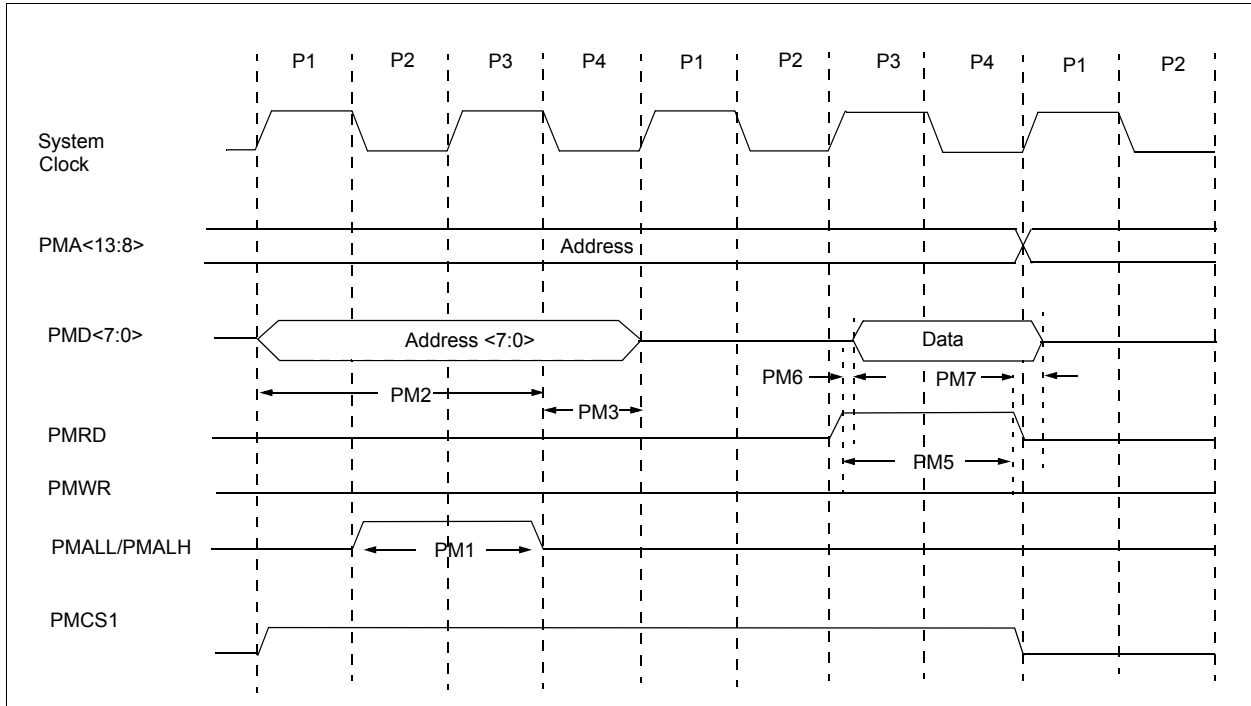 P1 P2 P3 P4 P1 P2 P3 P4 P1 P2
System
Clock
PMA<13:8>
Address
PMD<7:0>
Address <7:0>
Data
PM6
PM7
PM2
PM3
PMRD
PM5
PMWR
PMALL/PMALH
PM1
PMCS1